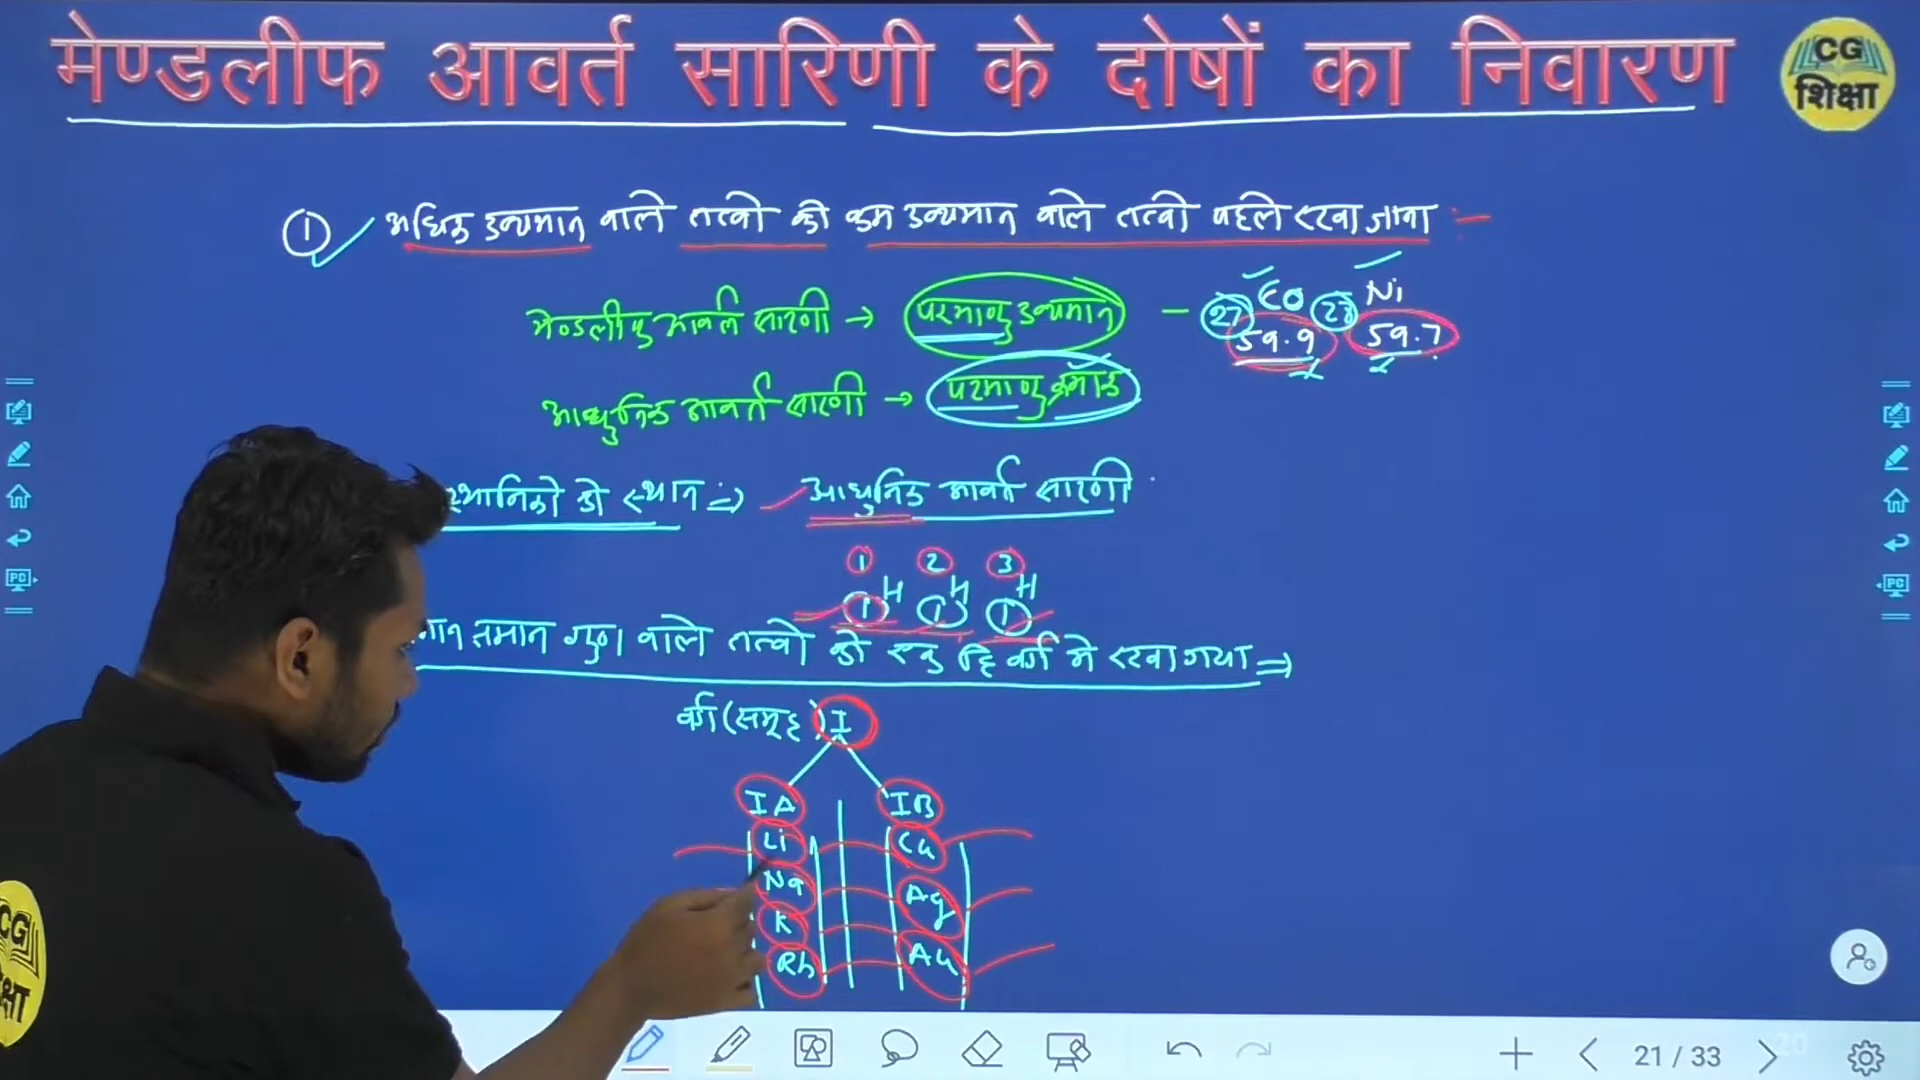 मेण्डलीफ आवर्त सारिणी के दोषों का निवारण
CG
शिक्षा
① अधिक द्रव्यमान वाले तत्वो को कम द्रव्यमान वाले तत्वो पहले रखा जाना :-
मेण्डलीफ आवर्त सारणी → परमाणु द्रव्यमान - 27 Co 28 Ni
59.9 59.7
आधुनिक आवर्त सारणी → परमाणु क्रमांक
स्थानिको को स्थान :⇒ आधुनिक आवर्त सारणी
1 2 3
H H H
1 1 1
समान गुण वाले तत्वो को एक हि वर्ग मे रखा गया ⇒
वर्ग (समूह) I
IA IB
Li Cu
Na Ag
K
Rb Au
CG
शिक्षा
21 / 33